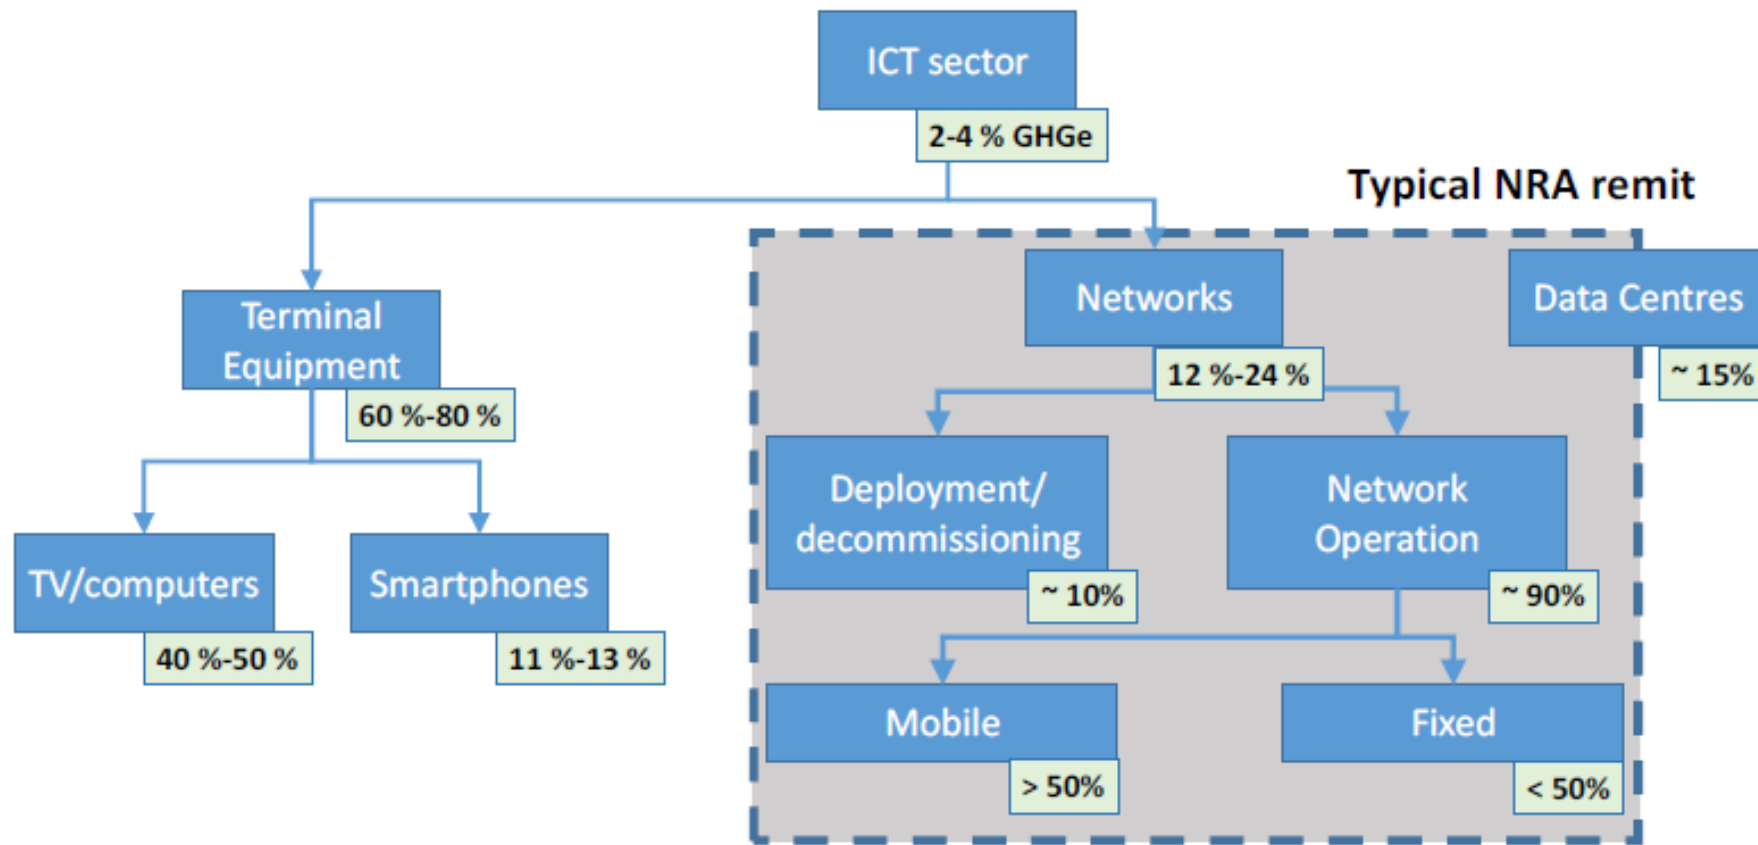 ICT sector
2-4 % GHGe
Typical NRA remit
Networks
Data Centres
Terminal
Equipment
12 %-24 %
~ 15%
60 %-80 %
Deployment/
decommissioning
Network
Operation
TV/computers
Smartphones
~ 10%
~ 90%
40 %-50 %
11 %-13 %
Mobile
Fixed
> 50%
< 50%